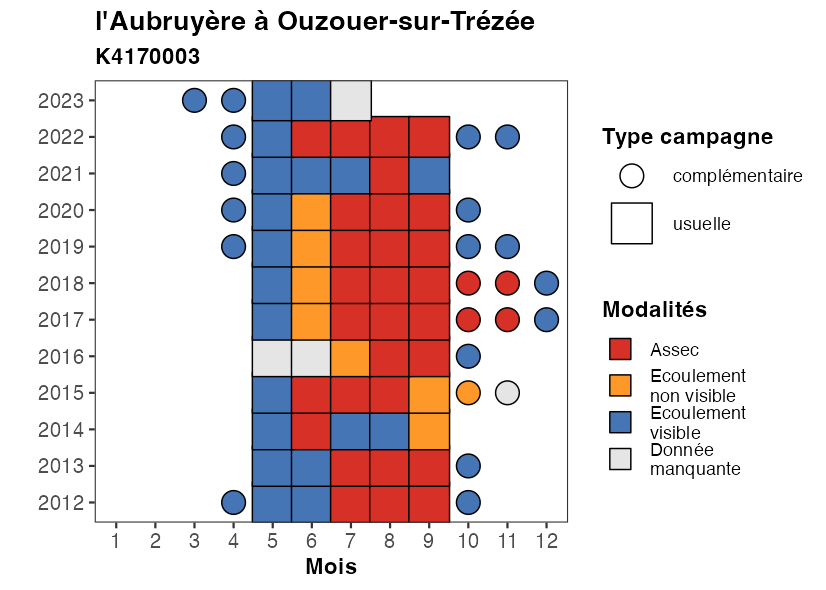 l'Aubruyère à Ouzouer-sur-Trézée
K4170003
2023
2022
2021
2020
2019
2018
2017
2016
2015
2014
2013
2012
1 2 3 4 5 6 7 8 9 10 11 12
Mois
Type campagne
complémentaire
usuelle
Modalités
Assec
Ecoulement
non visible
Ecoulement
visible
Donnée
manquante